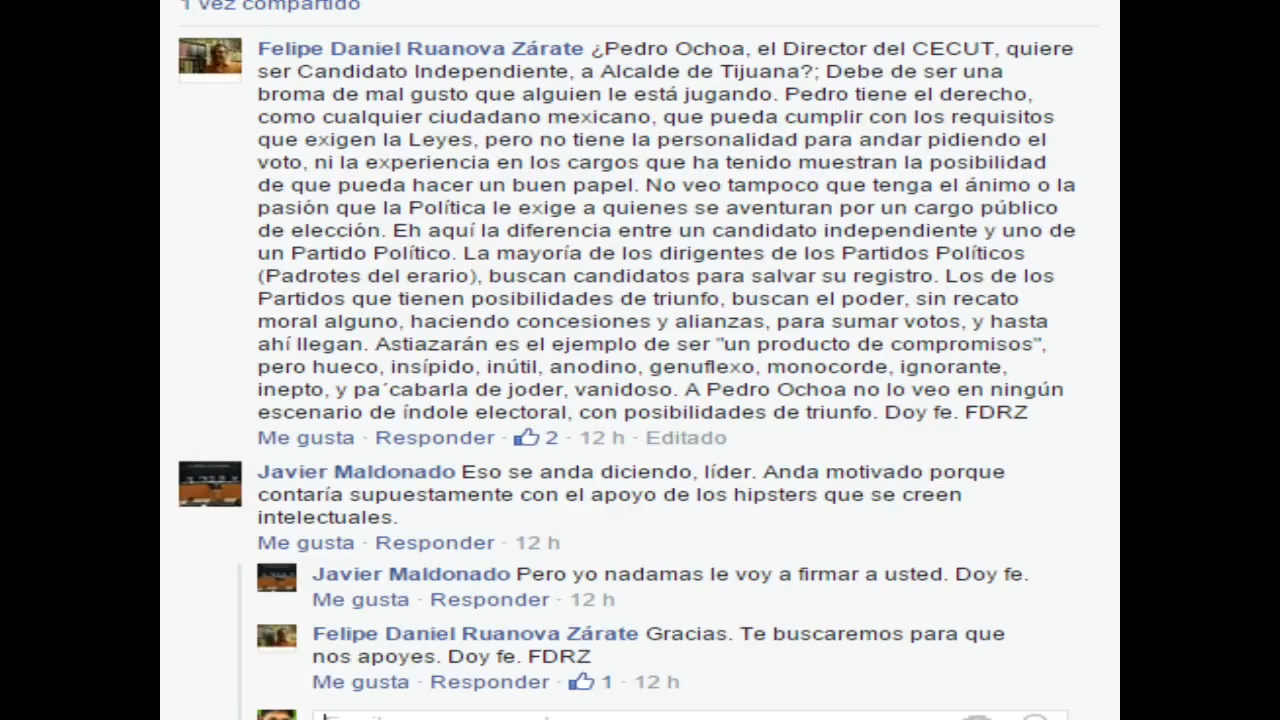 1 vez compartido
Felipe Daniel Ruanova Zárate ¿Pedro Ochoa, el Director del CECUT, quiere
ser Candidato Independiente, a Alcalde de Tijuana?; Debe de ser una
broma de mal gusto que alguien le está jugando. Pedro tiene el derecho,
como cualquier ciudadano mexicano, que pueda cumplir con los requisitos
que exigen la Leyes, pero no tiene la personalidad para andar pidiendo el
voto, ni la experiencia en los cargos que ha tenido muestran la posibilidad
de que pueda hacer un buen papel. No veo tampoco que tenga el ánimo o la
pasión que la Política le exige a quienes se aventuran por un cargo público
de elección. Eh aquí la diferencia entre un candidato independiente y uno de
un Partido Político. La mayoría de los dirigentes de los Partidos Políticos
(Padrotes del erario), buscan candidatos para salvar su registro. Los de los
Partidos que tienen posibilidades de triunfo, buscan el poder, sin recato
moral alguno, haciendo concesiones y alianzas, para sumar votos, y hasta
ahí llegan. Astiazarán es el ejemplo de ser "un producto de compromisos",
pero hueco, insípido, inútil, anodino, genuflexo, monocorde, ignorante,
inepto, y pa´cabarla de joder, vanidoso. A Pedro Ochoa no lo veo en ningún
escenario de índole electoral, con posibilidades de triunfo. Doy fe. FDRZ
Me gusta · Responder · 2 · 12 h · Editado
Javier Maldonado Eso se anda diciendo, líder. Anda motivado porque
contaría supuestamente con el apoyo de los hipsters que se creen
intelectuales.
Me gusta · Responder · 12 h
Javier Maldonado Pero yo nadamas le voy a firmar a usted. Doy fe.
Me gusta · Responder · 12 h
Felipe Daniel Ruanova Zárate Gracias. Te buscaremos para que
nos apoyes. Doy fe. FDRZ
Me gusta · Responder · 1 · 12 h